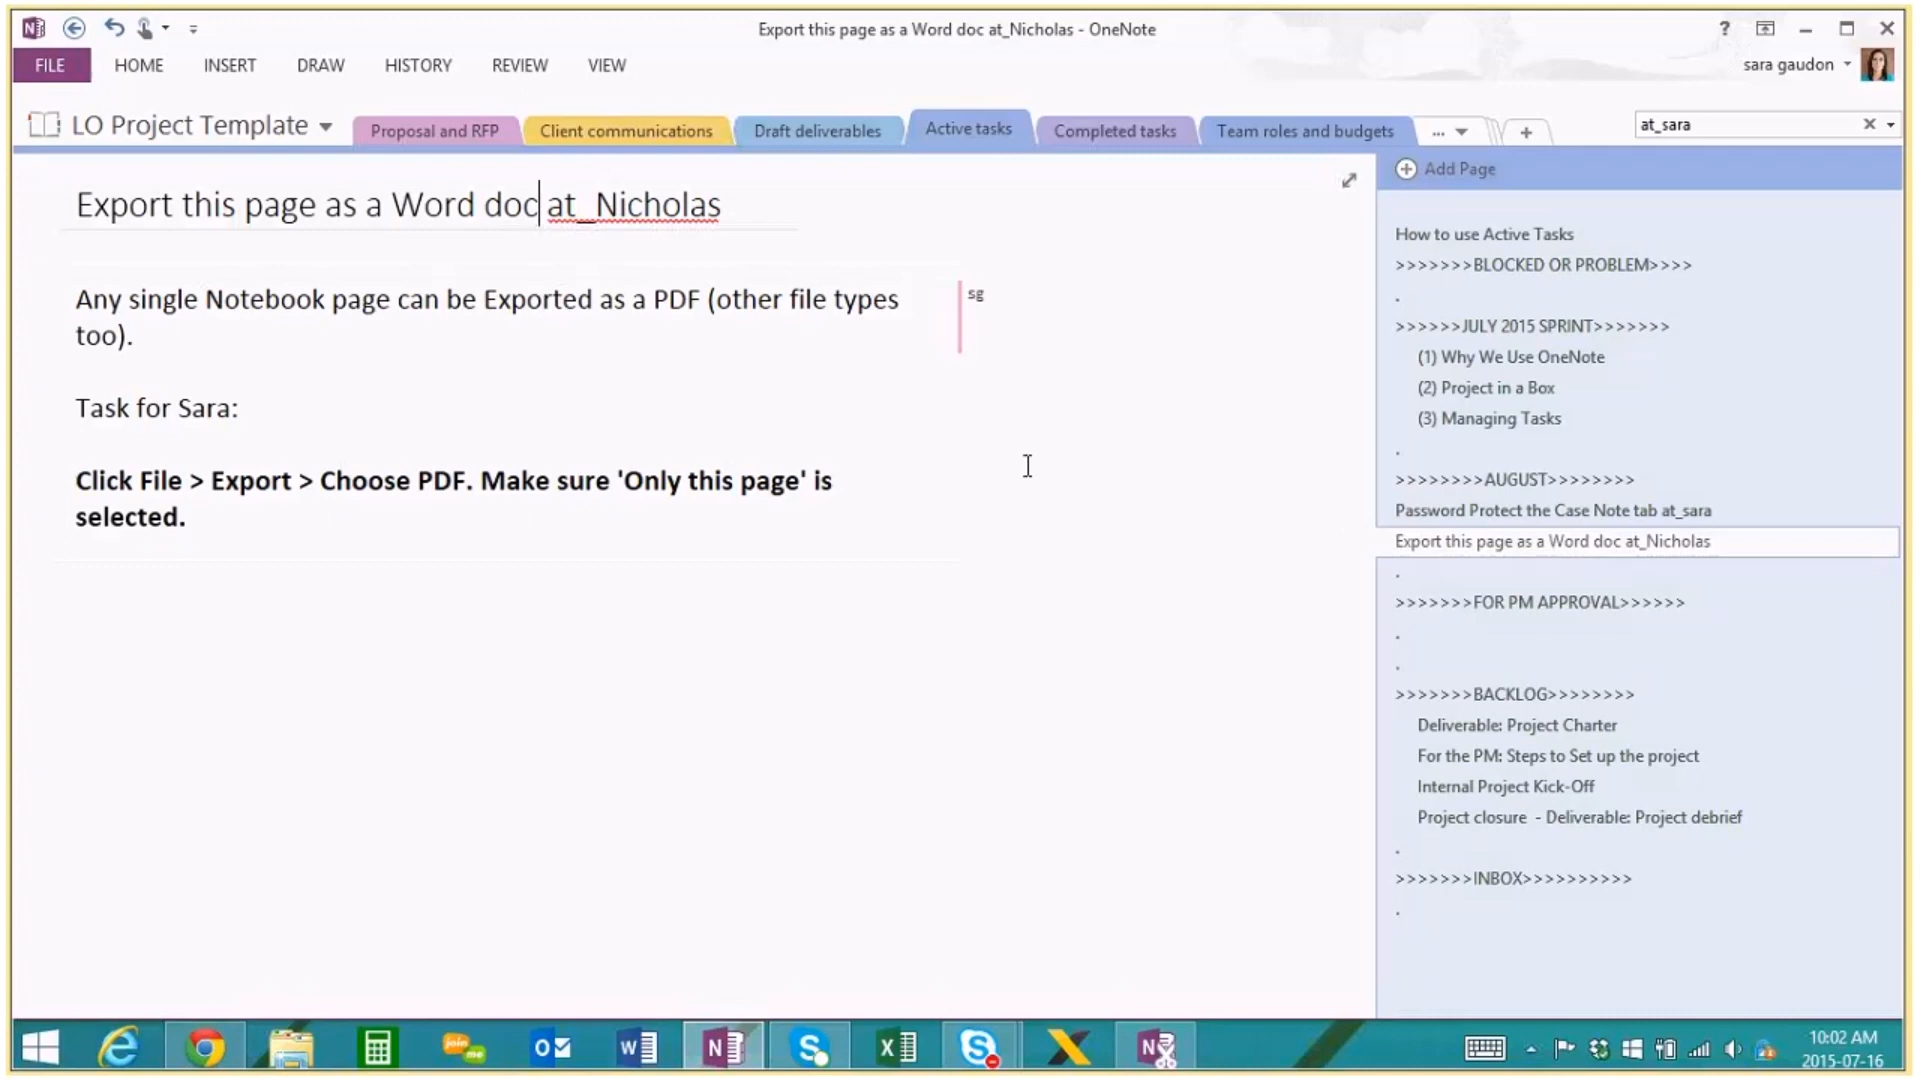 Export this page as a Word doc at_Nicholas - OneNote
?
FILE HOME INSERT DRAW HISTORY REVIEW VIEW
sara gaudon
LO Project Template
Proposal and RFP
Client communications
Draft deliverables
Active tasks
Completed tasks
Team roles and budgets
...
at_sara
Export this page as a Word doc at_Nicholas
Any single Notebook page can be Exported as a PDF (other file types
too).
sg
Task for Sara:
Click File > Export > Choose PDF. Make sure 'Only this page' is
selected.
Add Page
How to use Active Tasks
>>>>>>>BLOCKED OR PROBLEM>>>>
.
>>>>>>JULY 2015 SPRINT>>>>>>>
(1) Why We Use OneNote
(2) Project in a Box
(3) Managing Tasks
.
>>>>>>>>AUGUST>>>>>>>>
Password Protect the Case Note tab at_sara
Export this page as a Word doc at_Nicholas
.
>>>>>>>FOR PM APPROVAL>>>>>>
.
.
>>>>>>>BACKLOG>>>>>>>>
Deliverable: Project Charter
For the PM: Steps to Set up the project
Internal Project Kick-Off
Project closure - Deliverable: Project debrief
.
>>>>>>>INBOX>>>>>>>>>>
.
join
me
10:02 AM
2015-07-16